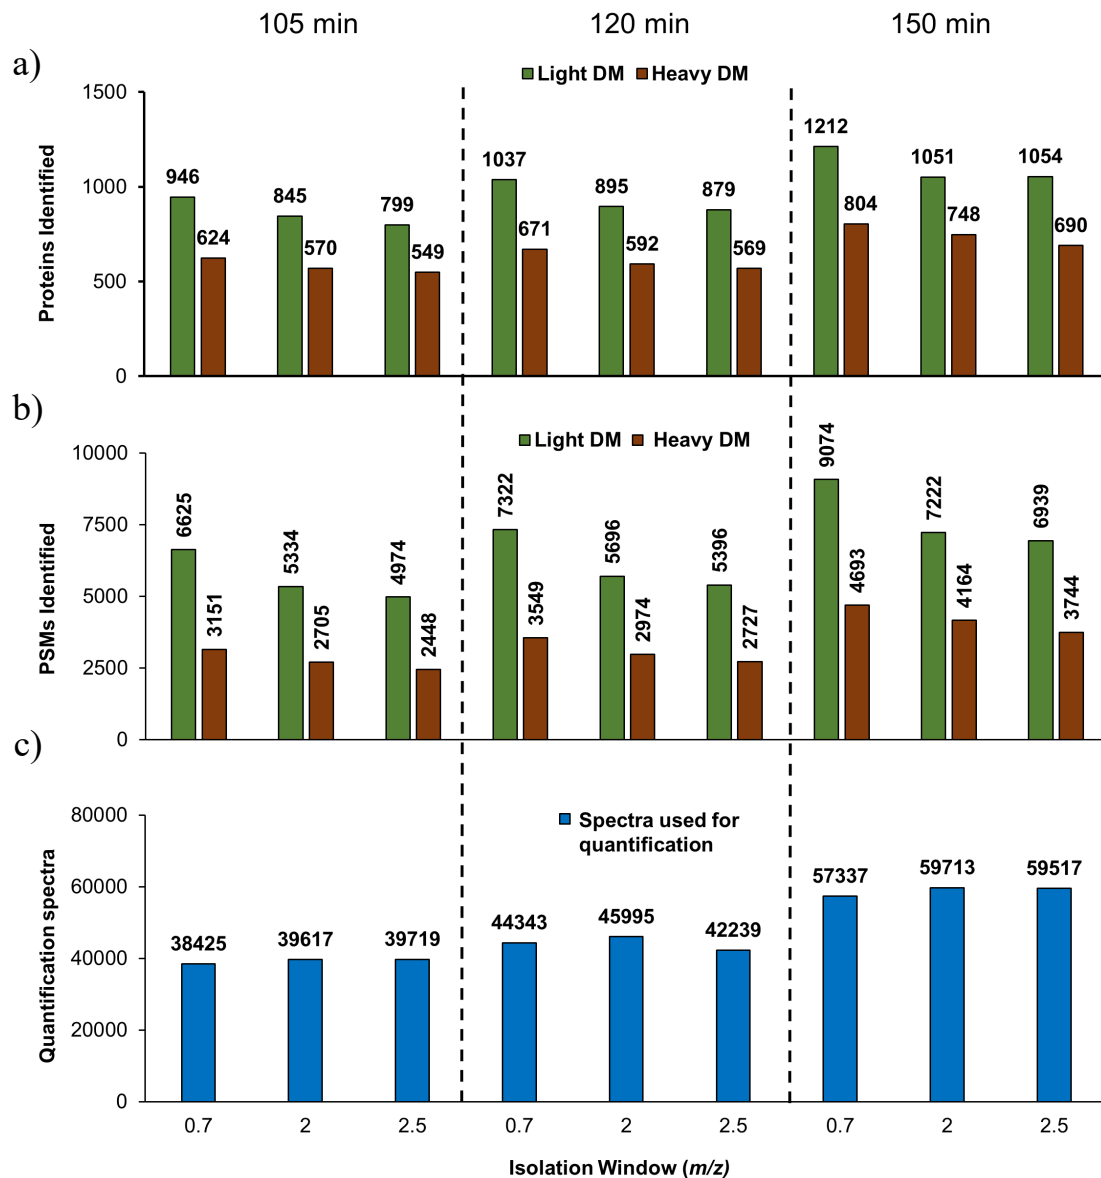 105 min 120 min 150 min
a)
Light DM Heavy DM
1500
1000
500
0
Proteins Identified
946 624 845 570 799 549 1037 671 895 592 879 569 1212 804 1051 748 1054 690
b)
Light DM Heavy DM
10000
7500
5000
2500
0
PSMs Identified
6625 3151 5334 2705 4974 2448 7322 3549 5696 2974 5396 2727 9074 4693 7222 4164 6939 3744
c)
Spectra used for
quantification
80000
60000
40000
20000
0
Quantification spectra
38425 39617 39719 44343 45995 42239 57337 59713 59517
0.7 2 2.5 0.7 2 2.5 0.7 2 2.5
Isolation Window (m/z)